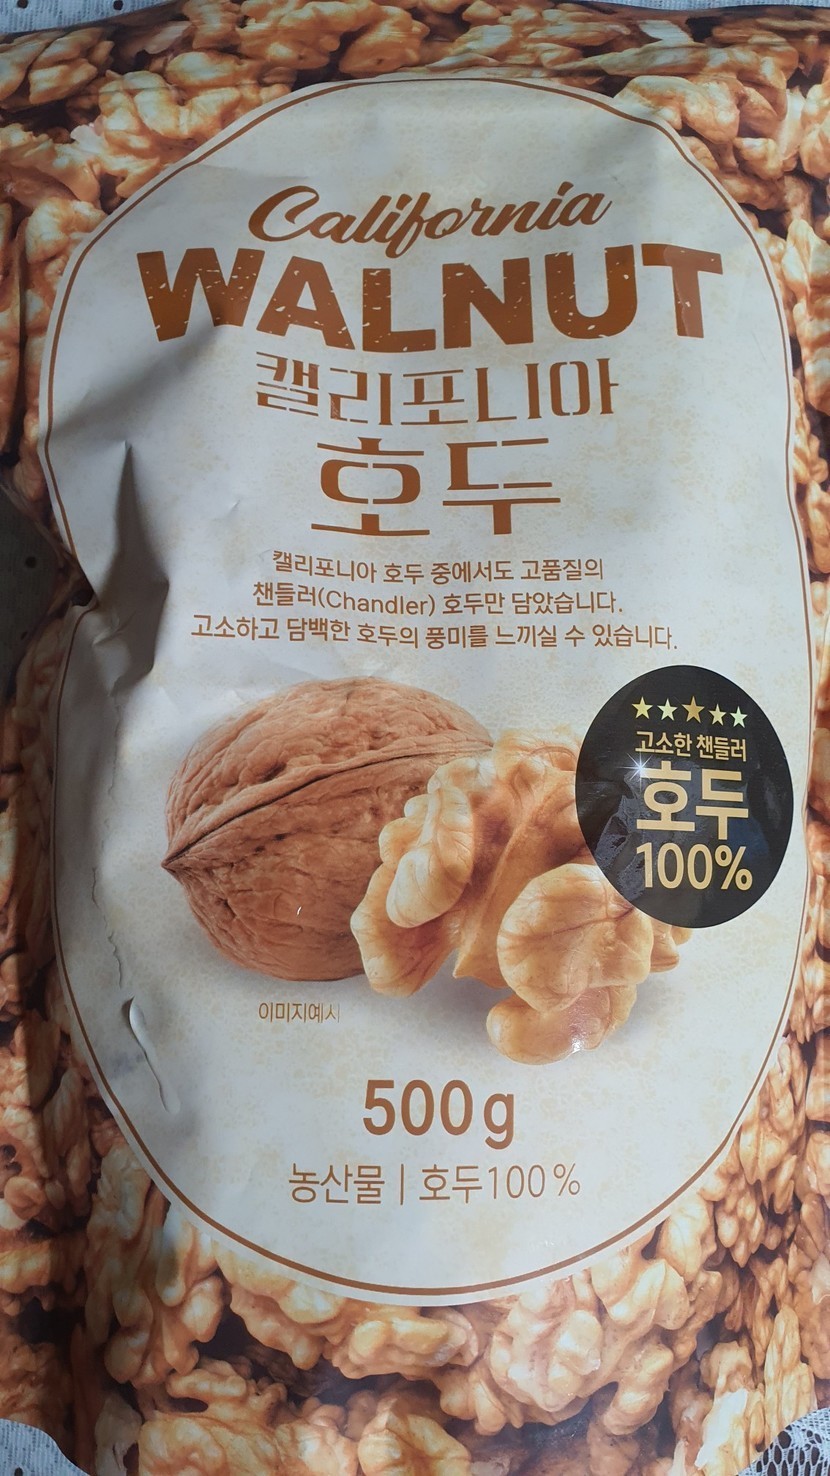 California
WALNUT
캘리포니아
호두
캘리포니아 호두 중에서도 고품질의
챈들러(Chandler) 호두만 담았습니다.
고소하고 담백한 호두의 풍미를 느끼실 수 있습니다.
고소한 챈들러
호두
100%
이미지예시
500g
농산물 | 호두100%